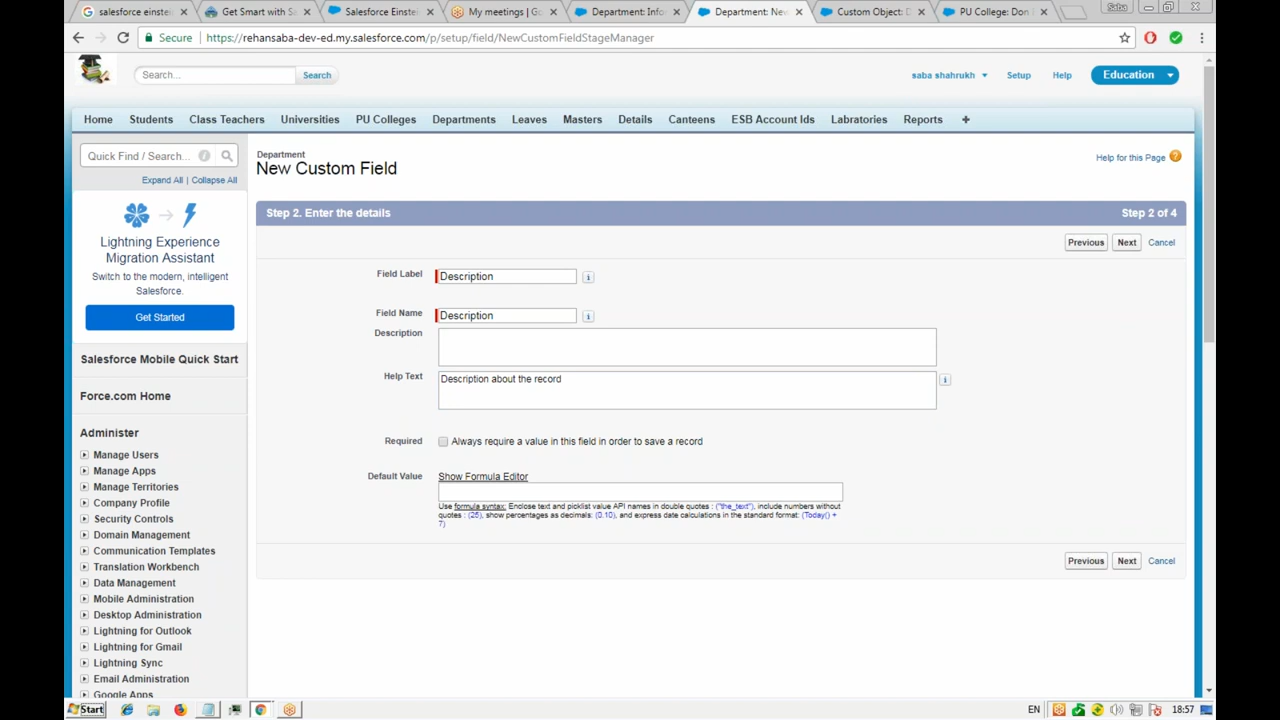 salesforce einstei
Get Smart with Sa
Salesforce Einstei
My meetings | Go
Department: Infor
Department: New
Custom Object: D
PU College: Don
Saba
Secure
https://rehansaba-dev-ed.my.salesforce.com/p/setup/field/NewCustomFieldStageManager
Search...
Search
saba shahrukh
Setup
Help
Education
Home
Students
Class Teachers
Universities
PU Colleges
Departments
Leaves
Masters
Details
Canteens
ESB Account Ids
Labratories
Reports
+
Quick Find / Search...
Expand All | Collapse All
Lightning Experience
Migration Assistant
Switch to the modern, intelligent
Salesforce.
Get Started
Salesforce Mobile Quick Start
Force.com Home
Administer
Manage Users
Manage Apps
Manage Territories
Company Profile
Security Controls
Domain Management
Communication Templates
Translation Workbench
Data Management
Mobile Administration
Desktop Administration
Lightning for Outlook
Lightning for Gmail
Lightning Sync
Email Administration
Google Apps
Department
New Custom Field
Help for this Page
Step 2. Enter the details
Step 2 of 4
Previous
Next
Cancel
Field Label
Description
Field Name
Description
Description
Help Text
Description about the record
Required
Always require a value in this field in order to save a record
Default Value
Show Formula Editor
Use formula syntax: Enclose text and picklist value API names in double quotes : ("the_text"), include numbers without
quotes : (25), show percentages as decimals: (0.10), and express date calculations in the standard format: (Today() +
7)
Previous
Next
Cancel
Start
EN
18:57